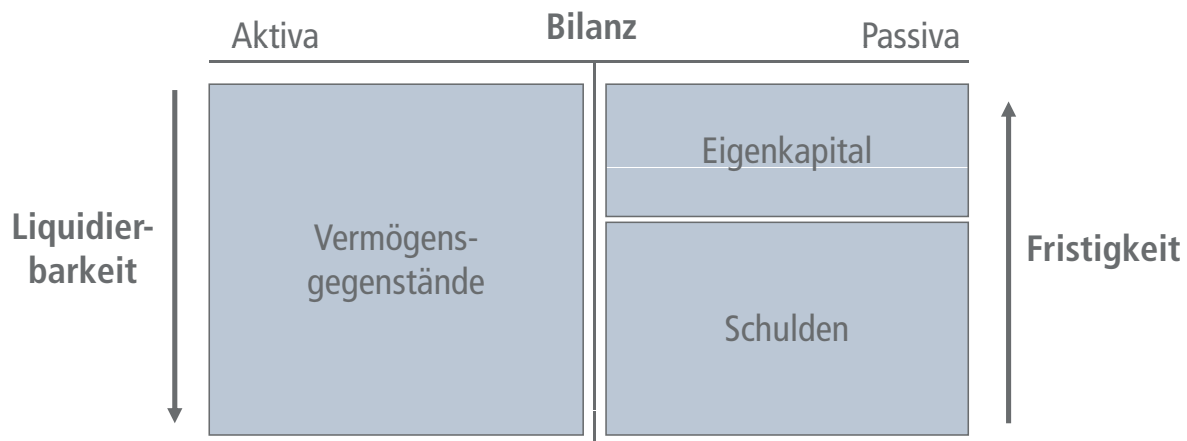 Bilanz
Aktiva
Passiva
Liquidier-
barkeit
Vermögens-
gegenstände
Eigenkapital
Schulden
Fristigkeit